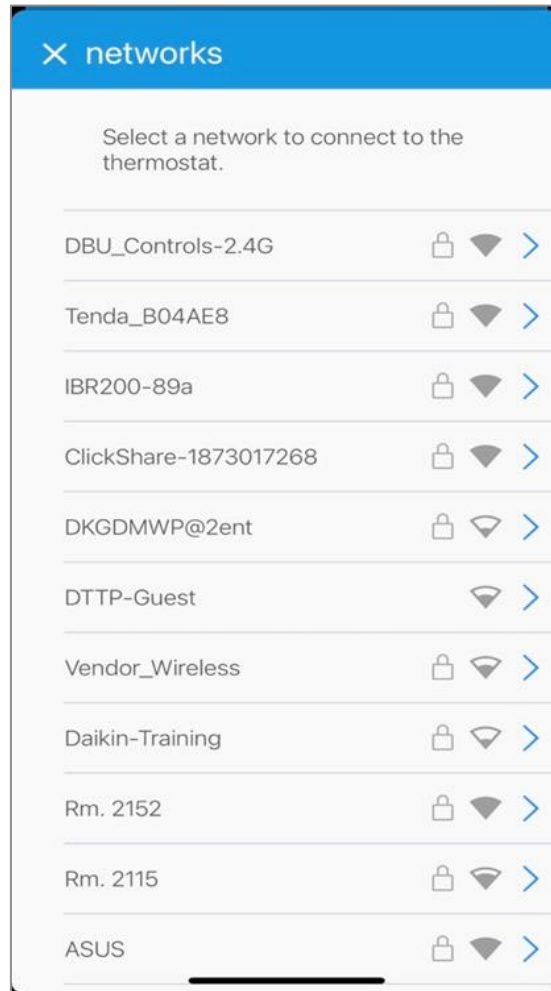 networks
Select a network to connect to the
thermostat.
DBU_Controls-2.4G
Tenda_B04AE8
IBR200-89a
ClickShare-1873017268
DKGDMWP@2ent
DTTP-Guest
Vendor_Wireless
Daikin-Training
Rm. 2152
Rm. 2115
ASUS